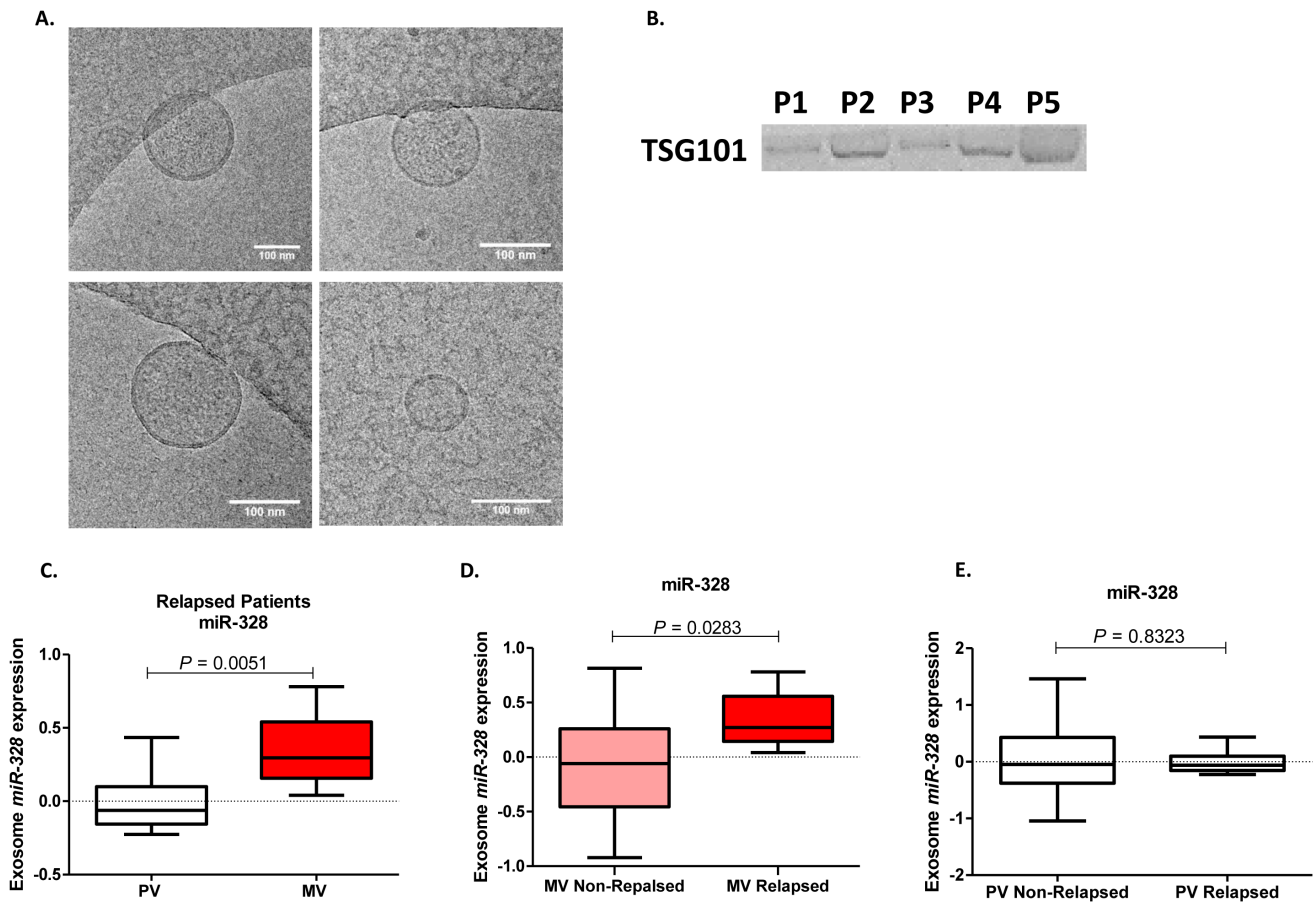 A.
100 nm
100 nm
100 nm
100 nm
B.
P1 P2 P3 P4 P5
TSG101
C.
Relapsed Patients
miR-328
P = 0.0051
Exosome miR-328 expression
1.0
0.5
0.0
-0.5
PV
MV
D.
miR-328
P = 0.0283
Exosome miR-328 expression
1.0
0.5
0.0
-0.5
-1.0
MV Non-Repalsed
MV Relapsed
E.
miR-328
P = 0.8323
Exosome miR-328 expression
2
1
0
-1
-2
PV Non-Relapsed
PV Relapsed